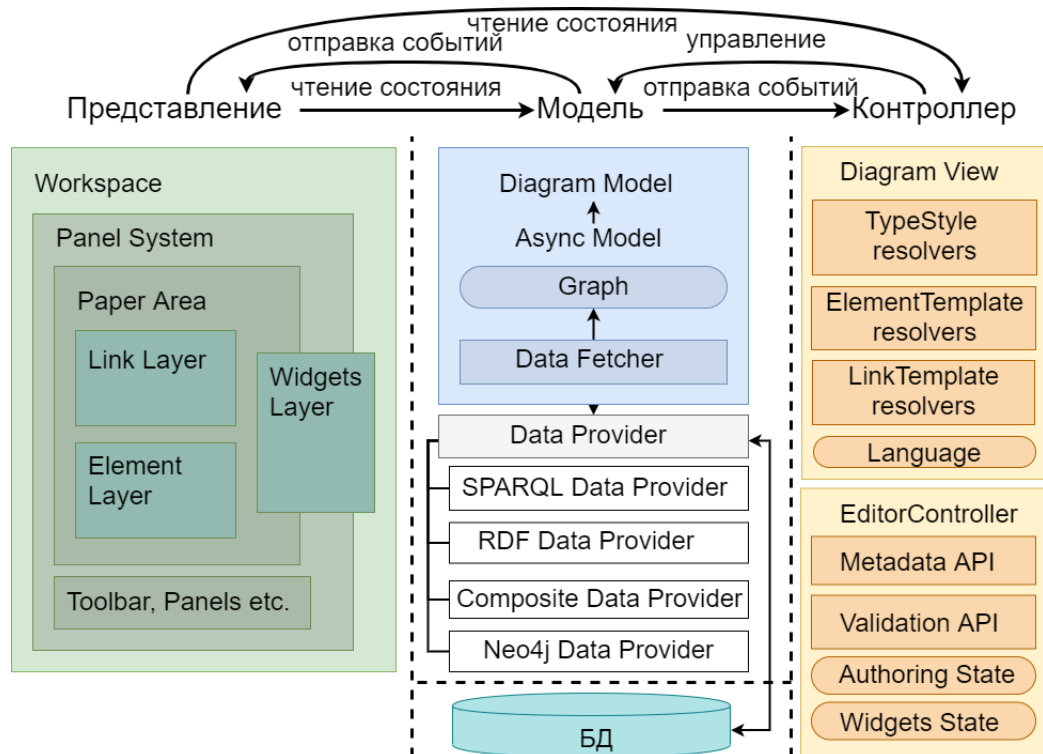 чтение состояния
отправка событий
управление
чтение состояния
отправка событий
Представление
Модель
Контроллер
Workspace
Panel System
Paper Area
Link Layer
Widgets
Layer
Element
Layer
Toolbar, Panels etc.
Diagram Model
Async Model
Graph
Data Fetcher
Data Provider
SPARQL Data Provider
RDF Data Provider
Composite Data Provider
Neo4j Data Provider
БД
Diagram View
TypeStyle
resolvers
ElementTemplate
resolvers
LinkTemplate
resolvers
Language
EditorController
Metadata API
Validation API
Authoring State
Widgets State